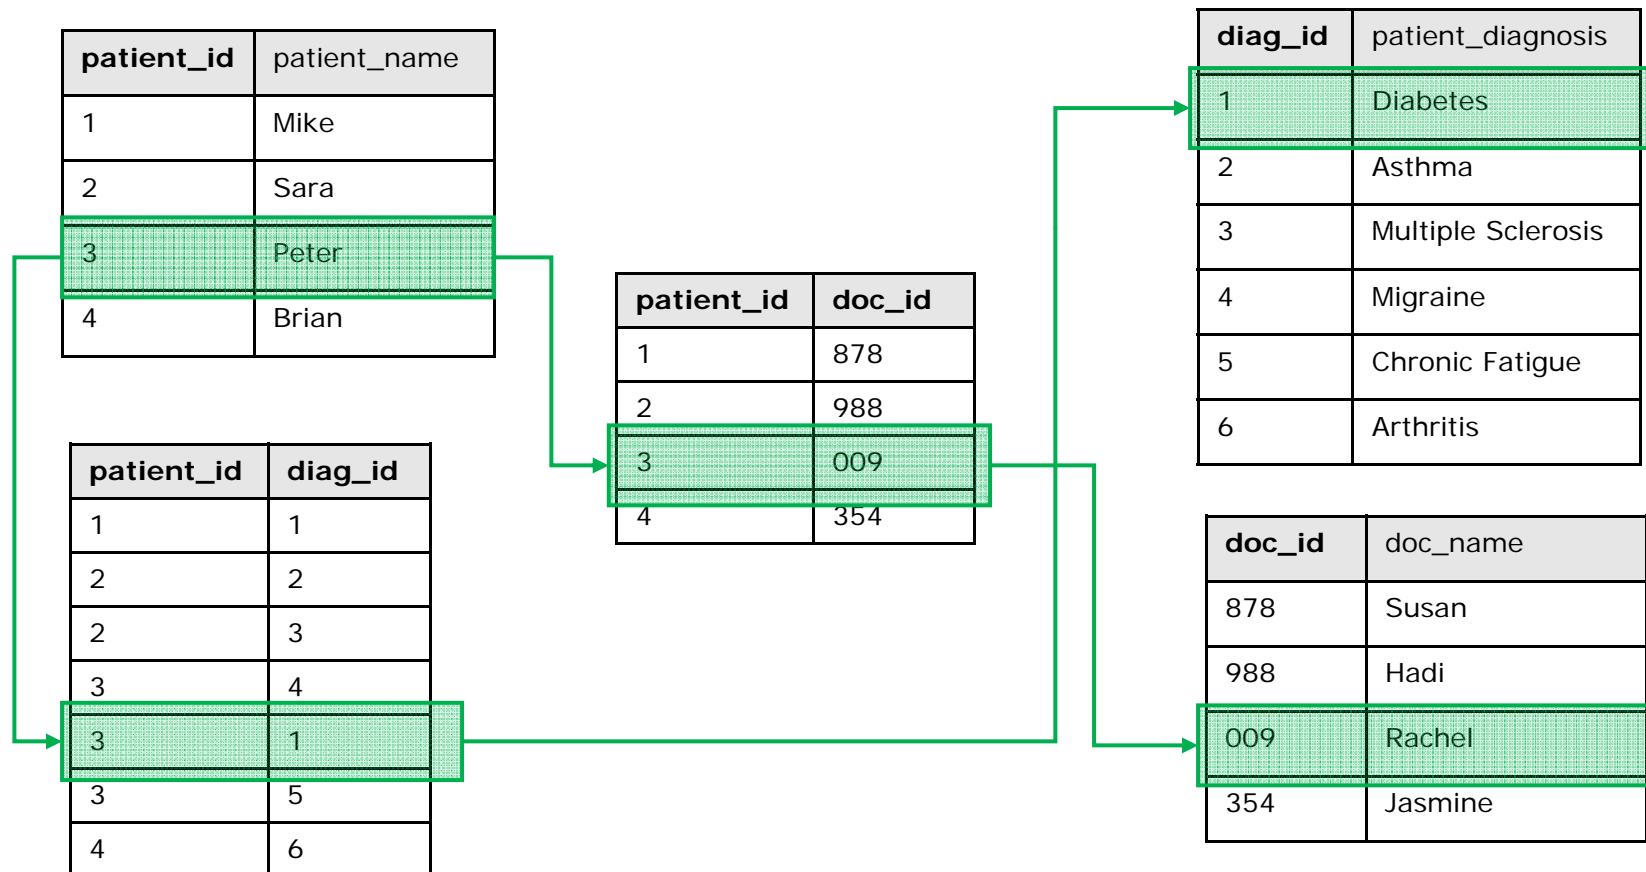 patient_id patient_name
1 Mike
2 Sara
3 Peter
4 Brian
patient_id diag_id
1 1
2 2
2 3
3 4
3 1
3 5
4 6
patient_id doc_id
1 878
2 988
3 009
4 354
diag_id patient_diagnosis
1 Diabetes
2 Asthma
3 Multiple Sclerosis
4 Migraine
5 Chronic Fatigue
6 Arthritis
doc_id doc_name
878 Susan
988 Hadi
009 Rachel
354 Jasmine